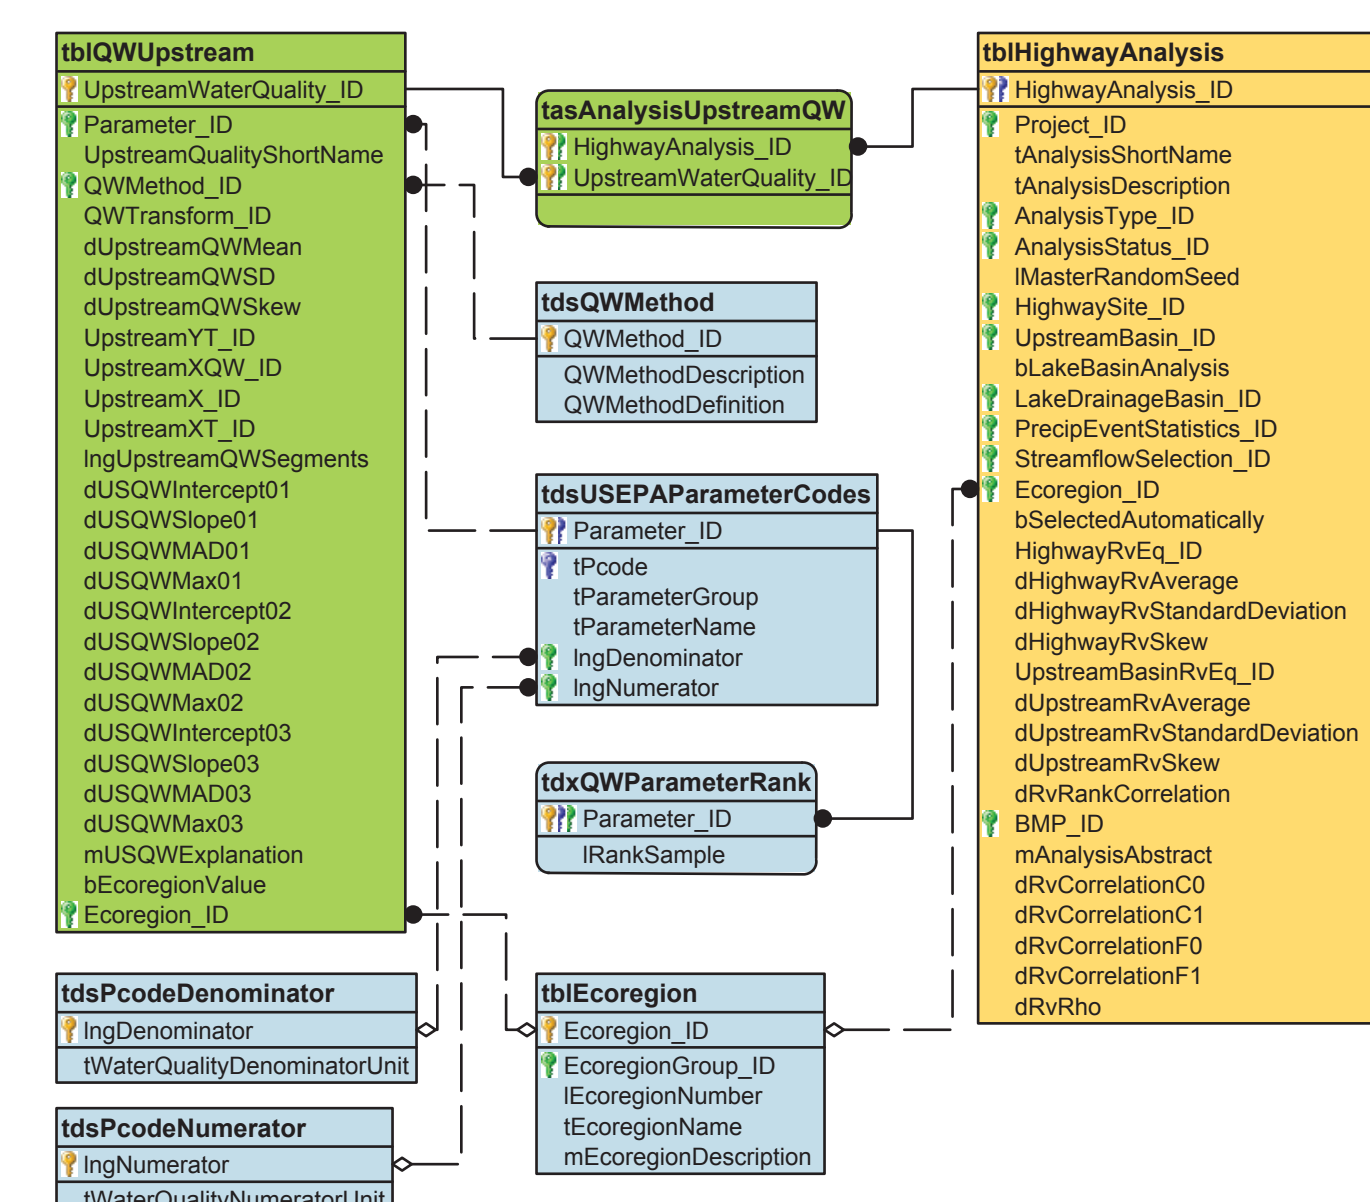 tblQWUpstream
UpstreamWaterQuality_ID
Parameter_ID
UpstreamQualityShortName
QWMethod_ID
QWTransform_ID
dUpstreamQWMean
dUpstreamQWSD
dUpstreamQWSkew
UpstreamYT_ID
UpstreamXQW_ID
UpstreamX_ID
UpstreamXT_ID
lngUpstreamQWSegments
dUSQWIntercept01
dUSQWSlope01
dUSQWMAD01
dUSQWMax01
dUSQWIntercept02
dUSQWSlope02
dUSQWMAD02
dUSQWMax02
dUSQWIntercept03
dUSQWSlope03
dUSQWMAD03
dUSQWMax03
mUSQWExplanation
bEcoregionValue
Ecoregion_ID
tdsPcodeDenominator
lngDenominator
tWaterQualityDenominatorUnit
tdsPcodeNumerator
lngNumerator
tWaterQualityNumeratorUnit
tasAnalysisUpstreamQW
HighwayAnalysis_ID
UpstreamWaterQuality_ID
tdsQWMethod
QWMethod_ID
QWMethodDescription
QWMethodDefinition
tdsUSEPAParameterCodes
Parameter_ID
tPcode
tParameterGroup
tParameterName
lngDenominator
lngNumerator
tdxQWParameterRank
Parameter_ID
lRankSample
tblEcoregion
Ecoregion_ID
EcoregionGroup_ID
lEcoregionNumber
tEcoregionName
mEcoregionDescription
tblHighwayAnalysis
HighwayAnalysis_ID
Project_ID
tAnalysisShortName
tAnalysisDescription
AnalysisType_ID
AnalysisStatus_ID
lMasterRandomSeed
HighwaySite_ID
UpstreamBasin_ID
bLakeBasinAnalysis
LakeDrainageBasin_ID
PrecipEventStatistics_ID
StreamflowSelection_ID
Ecoregion_ID
bSelectedAutomatically
HighwayRvEq_ID
dHighwayRvAverage
dHighwayRvStandardDeviation
dHighwayRvSkew
UpstreamBasinRvEq_ID
dUpstreamRvAverage
dUpstreamRvStandardDeviation
dUpstreamRvSkew
dRvRankCorrelation
BMP_ID
mAnalysisAbstract
dRvCorrelationC0
dRvCorrelationC1
dRvCorrelationF0
dRvCorrelationF1
dRvRho